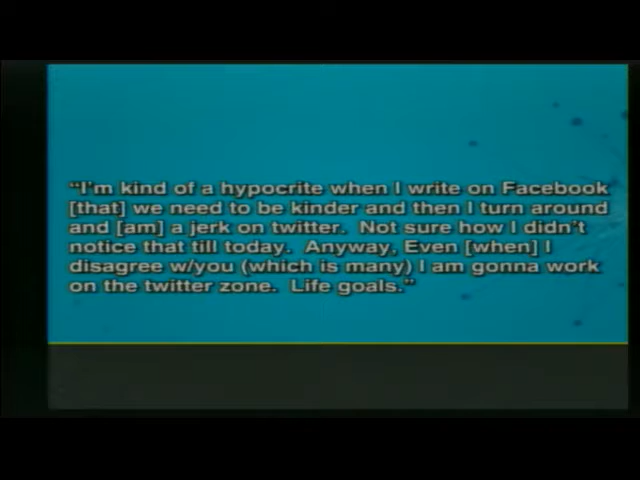 “I’m kind of a hypocrite when I write on Facebook
[that] we need to be kinder and then I turn around
and [am] a jerk on twitter.  Not sure how I didn’t
notice that till today.  Anyway, Even [when] I
disagree w/you (which is many) I am gonna work
on the twitter zone.  Life goals.”